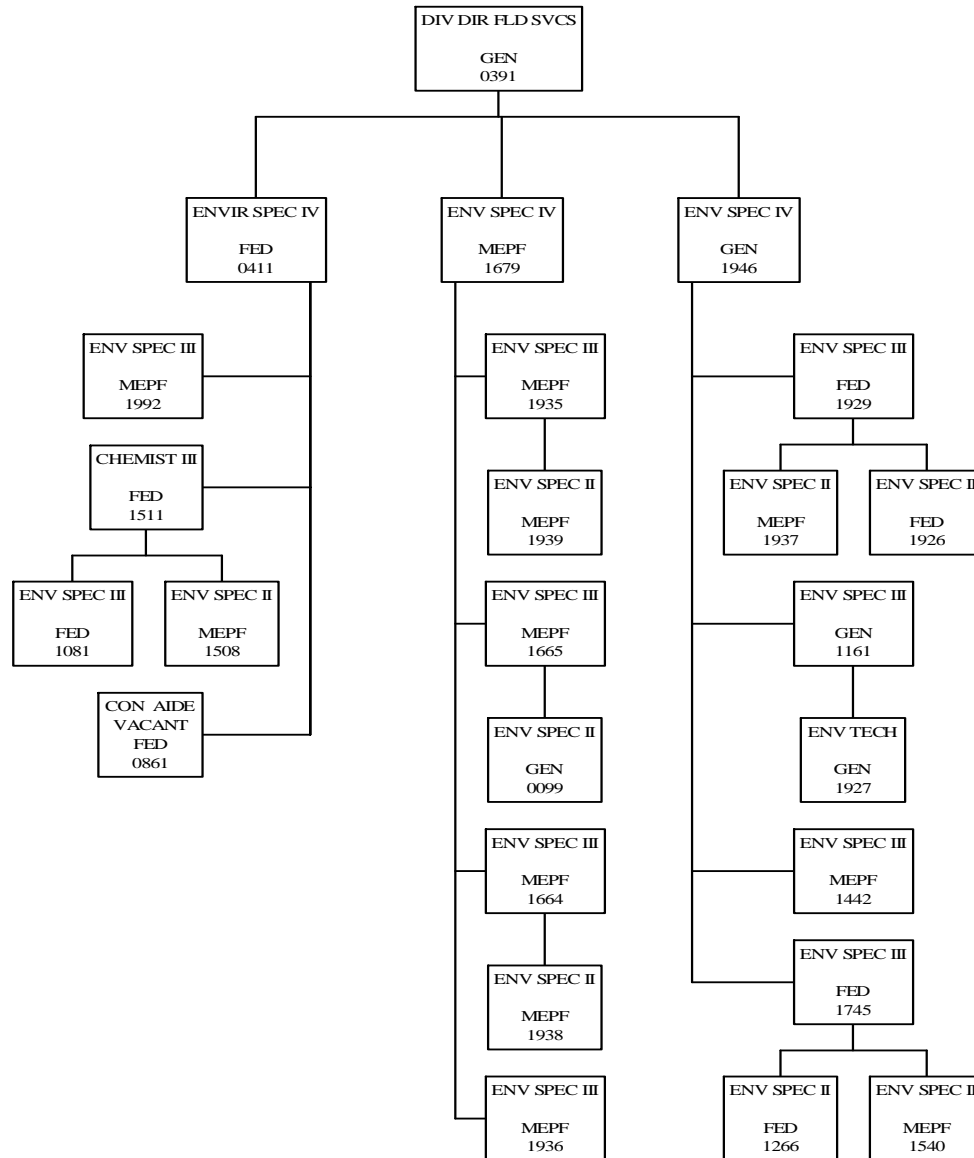 DIV DIR FLD SVCS
GEN
0391
ENVIR SPEC IV
FED
0411
ENV SPEC III
MEPF
1992
CHEMIST III
FED
1511
ENV SPEC III
FED
1081
ENV SPEC II
MEPF
1508
CON AIDE
VACANT
FED
0861
ENV SPEC IV
MEPF
1679
ENV SPEC III
MEPF
1935
ENV SPEC II
MEPF
1939
ENV SPEC III
MEPF
1665
ENV SPEC II
GEN
0099
ENV SPEC III
MEPF
1664
ENV SPEC II
MEPF
1938
ENV SPEC III
MEPF
1936
ENV SPEC IV
GEN
1946
ENV SPEC III
FED
1929
ENV SPEC II
MEPF
1937
ENV SPEC II
FED
1926
ENV SPEC III
GEN
1161
ENV TECH
GEN
1927
ENV SPEC III
MEPF
1442
ENV SPEC III
FED
1745
ENV SPEC II
FED
1266
ENV SPEC II
MEPF
1540